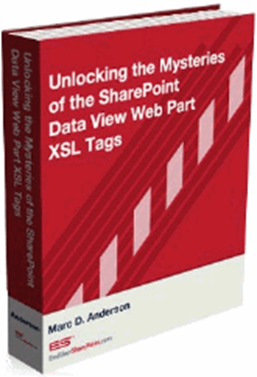 Unlocking the Mysteries
of the SharePoint
Data View Web Part
XSL Tags
Marc D. Anderson
ES
EndUserSharePoint.com
Unlocking the Mysteries of the SharePoint
Data View Web Part XSL Tags
Anderson